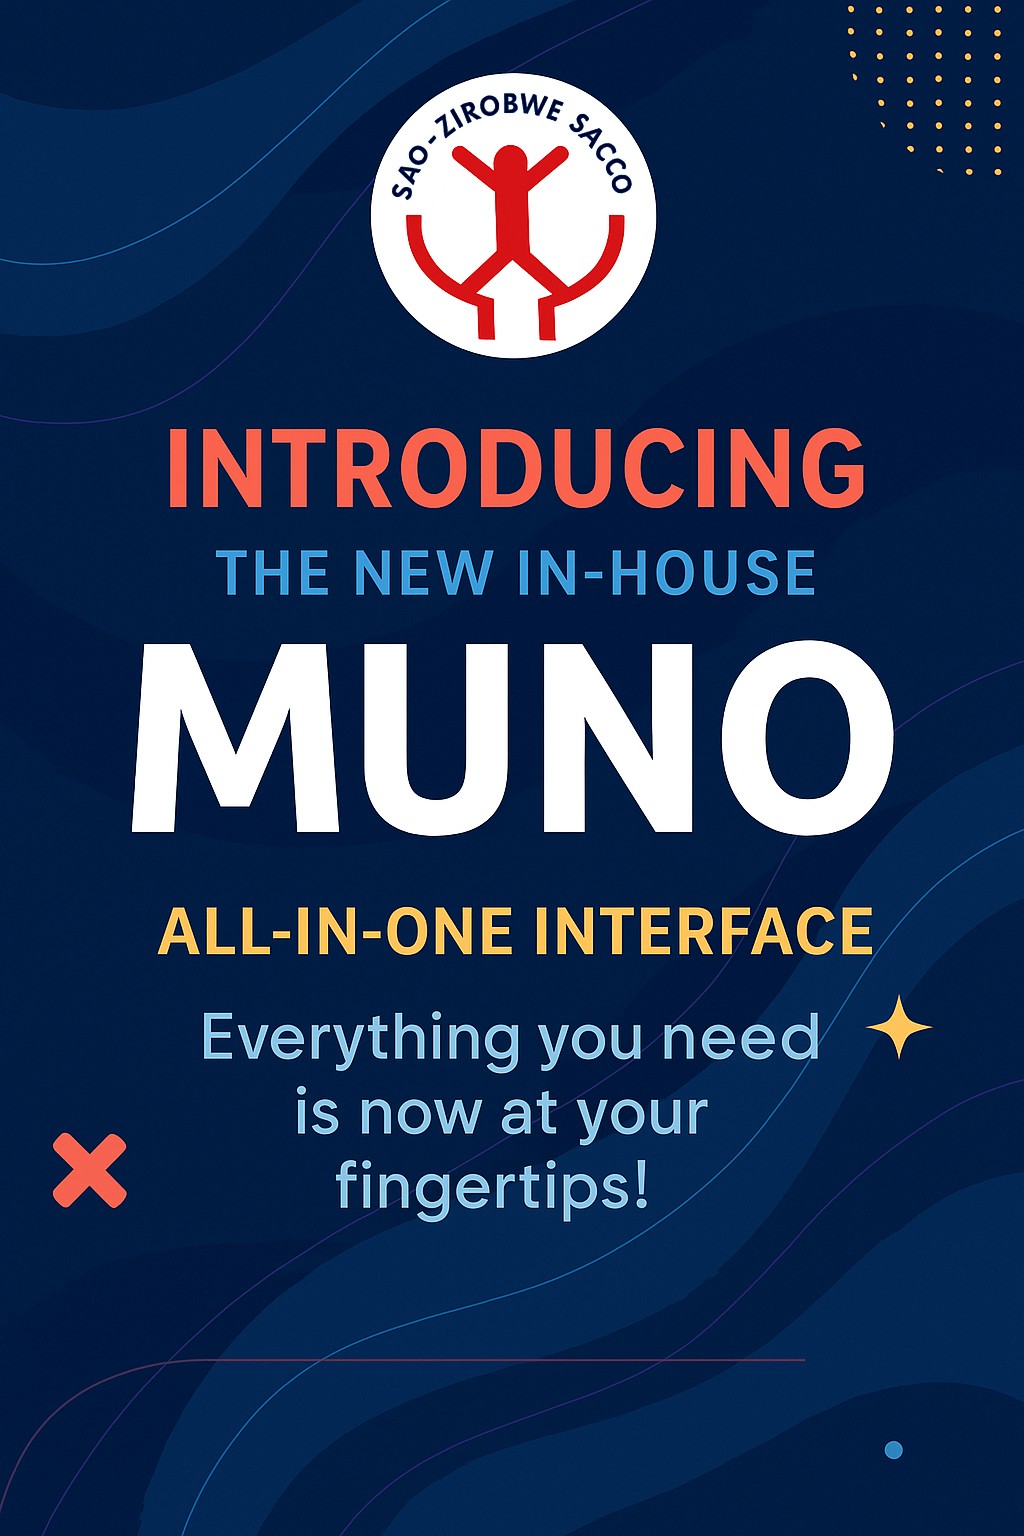 SAO-ZIROBWE SACCO
INTRODUCING
THE NEW IN-HOUSE
MUNO
ALL-IN-ONE INTERFACE
Everything you need
is now at your
fingertips!